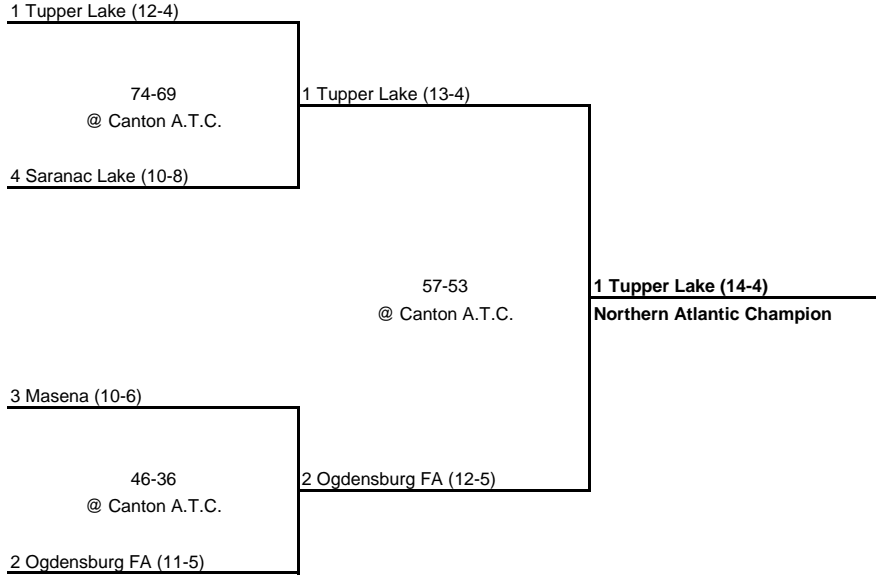 1 Tupper Lake (12-4)
74-69
@ Canton A.T.C.
1 Tupper Lake (13-4)
4 Saranac Lake (10-8)
57-53
@ Canton A.T.C.
1 Tupper Lake (14-4)
Northern Atlantic Champion
3 Masena (10-6)
46-36
@ Canton A.T.C.
2 Ogdensburg FA (12-5)
2 Ogdensburg FA (11-5)